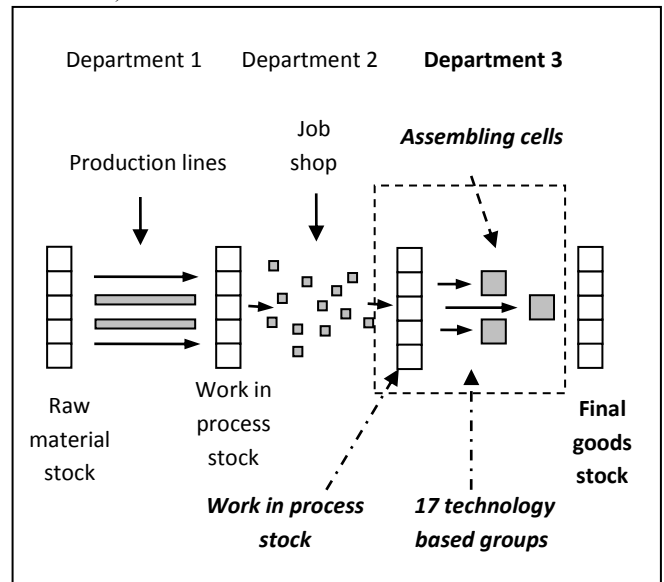 Department 1 Department 2 Department 3
Job
shop
Assembling cells
Production lines
Raw
material
stock
Work in
process
stock
Final
goods
stock
Work in process
stock
17 technology
based groups